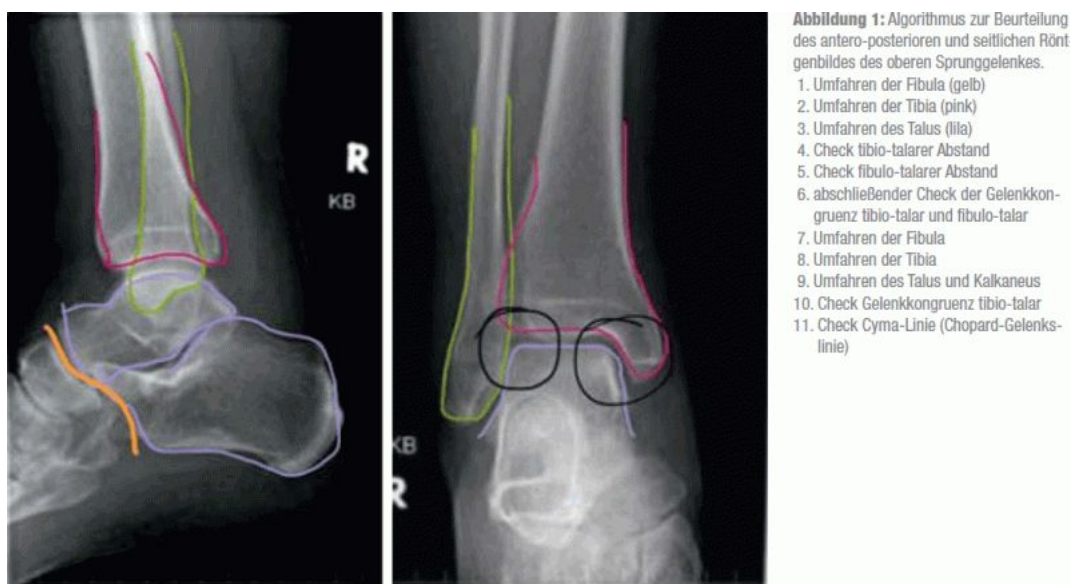 R
KB
KB
R
Abbildung 1: Algorithmus zur Beurteilung
des antero-posterioren und seitlichen Rönt-
genbildes des oberen Sprunggelenkes.
1. Umfahren der Fibula (gelb)
2. Umfahren der Tibia (pink)
3. Umfahren des Talus (lila)
4. Check tibio-talarer Abstand
5. Check fibulo-talarer Abstand
6. abschließender Check der Gelenkkon-
gruenz tibio-talar und fibulo-talar
7. Umfahren der Fibula
8. Umfahren der Tibia
9. Umfahren des Talus und Kalkaneus
10. Check Gelenkkongruenz tibio-talar
11. Check Cyma-Linie (Chopard-Gelenks-
linie)